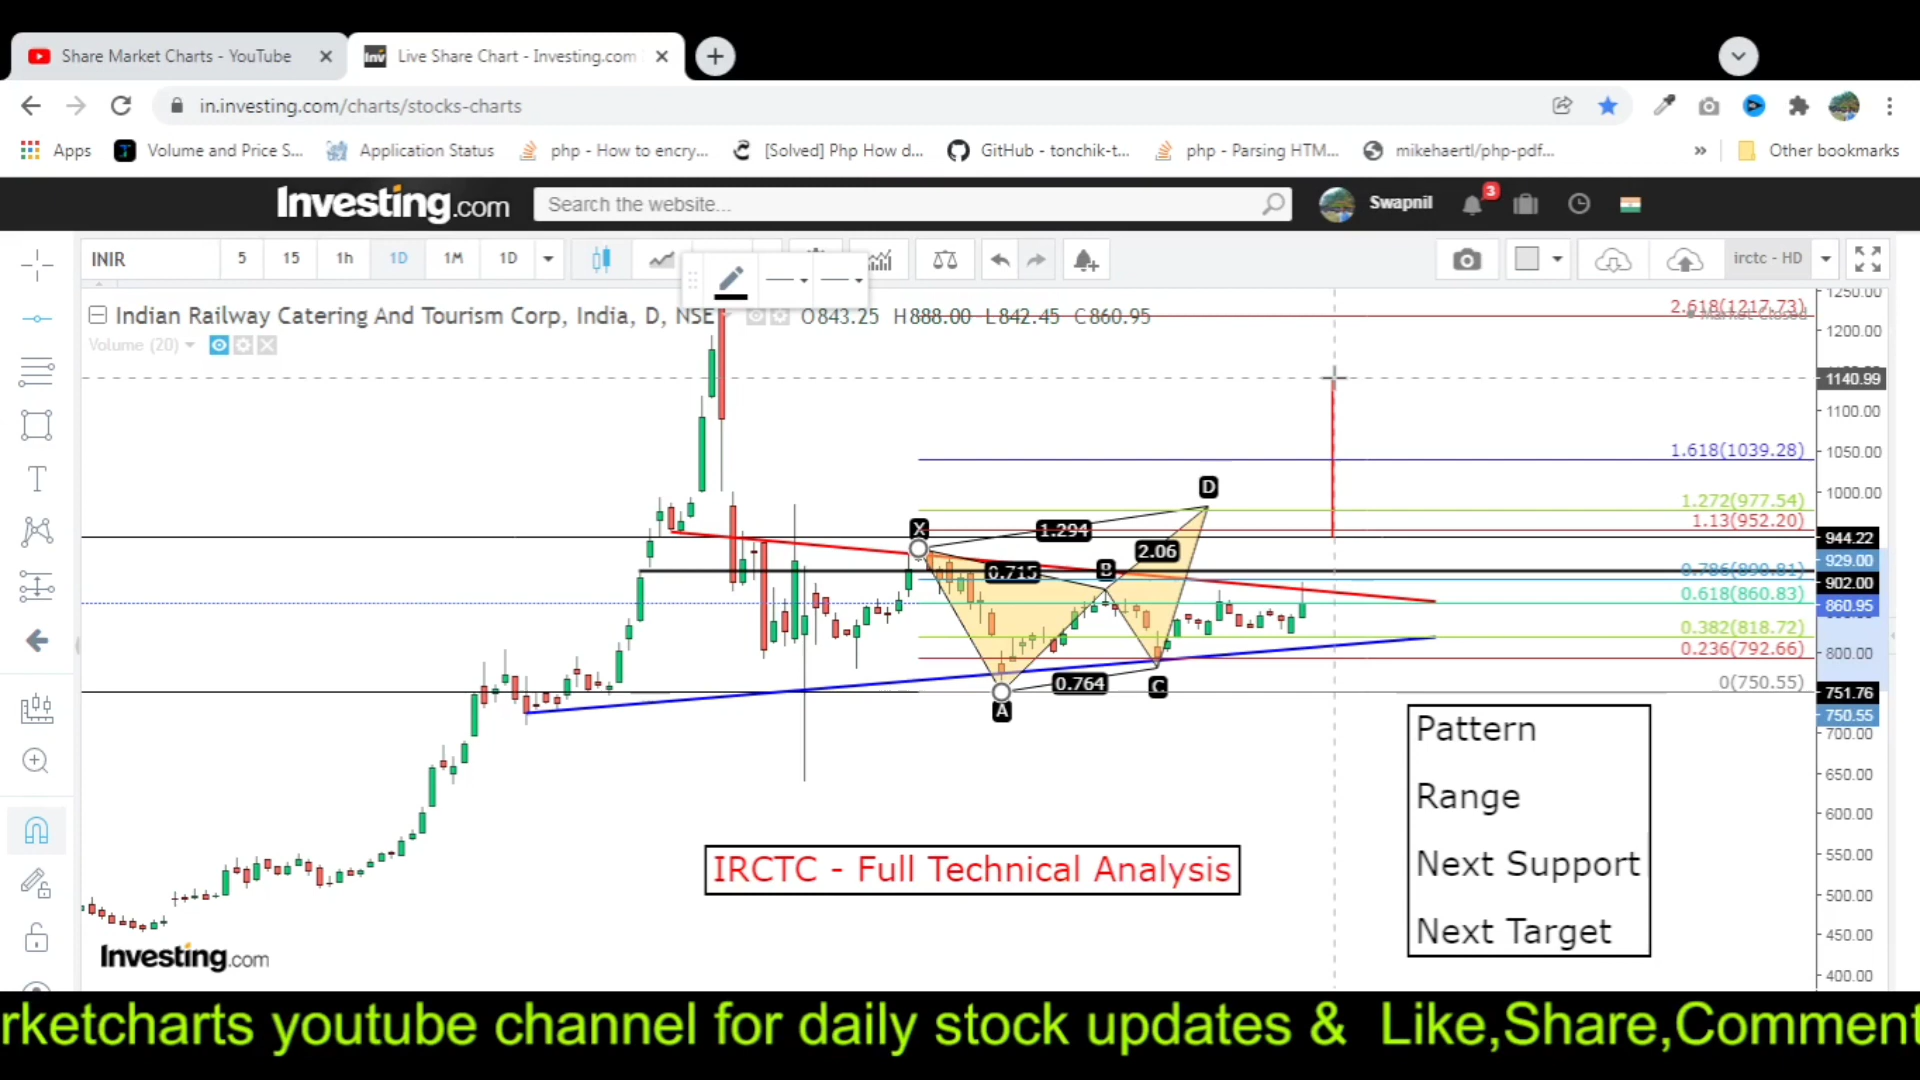 Share Market Charts - YouTube
Live Share Chart - Investing.com
in.investing.com/charts/stocks-charts
Apps
Volume and Price S...
Application Status
php - How to encry...
[Solved] Php How d...
GitHub - tonchik-t...
php - Parsing HTM...
mikehaertl/php-pdf...
»
Other bookmarks
Investing.com
Search the website...
Swapnil
3
INIR
5
15
1h
1D
1M
1D
irctc - HD
Indian Railway Catering And Tourism Corp, India, D, NSE
O843.25 H888.00 L842.45 C860.95
Volume (20)
2.618(1217.73)
Market Closed
1.618(1039.28)
1.272(977.54)
1.13(952.20)
0.786(890.81)
0.618(860.83)
0.382(818.72)
0.236(792.66)
0(750.55)
1250.00
1200.00
1140.99
1100.00
1050.00
1000.00
944.22
929.00
902.00
860.95
800.00
751.76
750.55
700.00
650.00
600.00
550.00
500.00
450.00
400.00
X
D
1.294
2.06
0.715
B
0.764
C
A
Pattern
Range
Next Support
Next Target
IRCTC - Full Technical Analysis
Investing.com
rketcharts youtube channel for daily stock updates & Like,Share,Comment